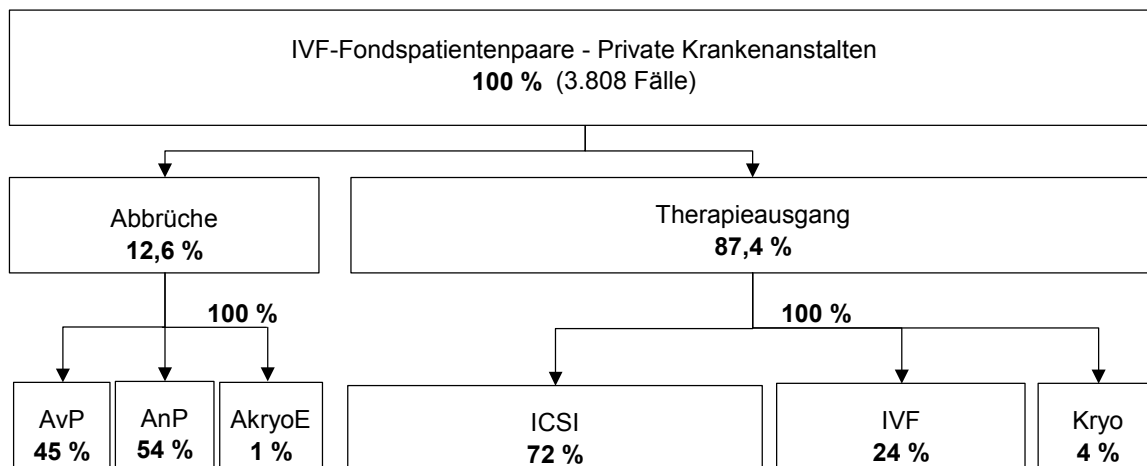 IVF-Fondspatientenpaare - Private Krankenanstalten
100 % (3.808 Fälle)
Abbrüche
12,6 %
Therapieausgang
87,4 %
100 %
100 %
AvP
45 %
AnP
54 %
AkryoE
1 %
ICSI
72 %
IVF
24 %
Kryo
4 %